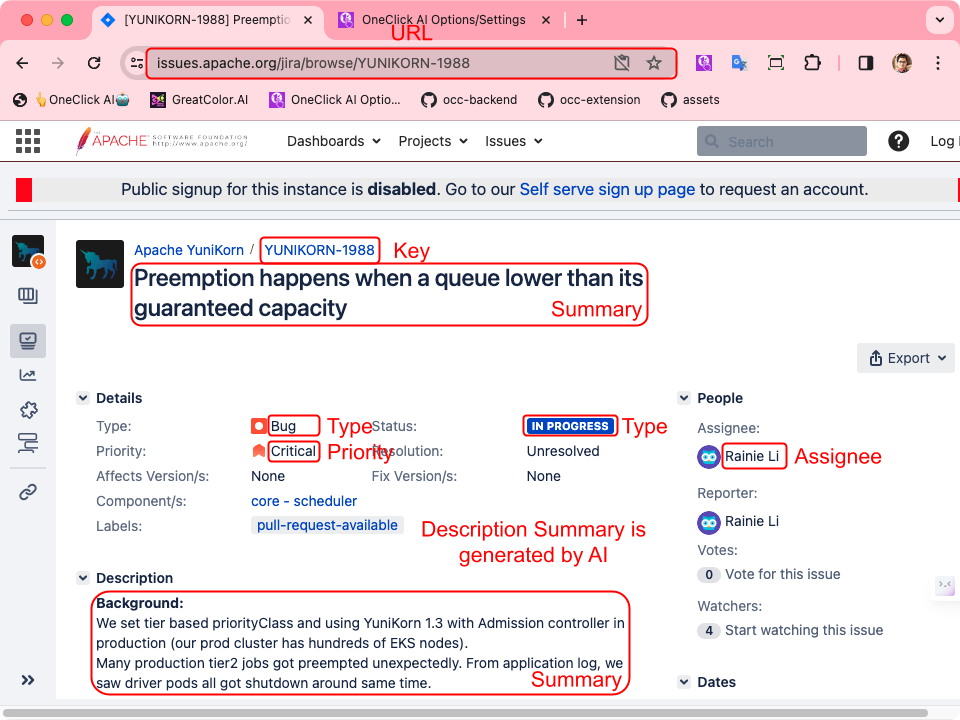 [YUNIKORN-1988] Preemptio
OneClick AI Options/Settings
URL
issues.apache.org/jira/browse/YUNIKORN-1988
👆OneClick AI🤖
GreatColor.AI
OneClick AI Optio...
occ-backend
occ-extension
assets
THE APACHE SOFTWARE FOUNDATION
http://www.apache.org/
Dashboards
Projects
Issues
Search
Log
Public signup for this instance is disabled. Go to our Self serve sign up page to request an account.
Apache YuniKorn / YUNIKORN-1988
Key
Preemption happens when a queue lower than its
guaranteed capacity
Summary
Export
Details
Type: Bug
Type
Status: IN PROGRESS
Type
Priority: Critical
Priority
Resolution: Unresolved
Affects Version/s: None
Fix Version/s: None
Component/s: core - scheduler
Labels: pull-request-available
Description Summary is
generated by AI
People
Assignee:
Rainie Li
Assignee
Reporter:
Rainie Li
Votes:
0 Vote for this issue
Watchers:
4 Start watching this issue
Description
Background:
We set tier based priorityClass and using YuniKorn 1.3 with Admission controller in
production (our prod cluster has hundreds of EKS nodes).
Many production tier2 jobs got preempted unexpectedly. From application log, we
saw driver pods all got shutdown around same time.
Summary
Dates